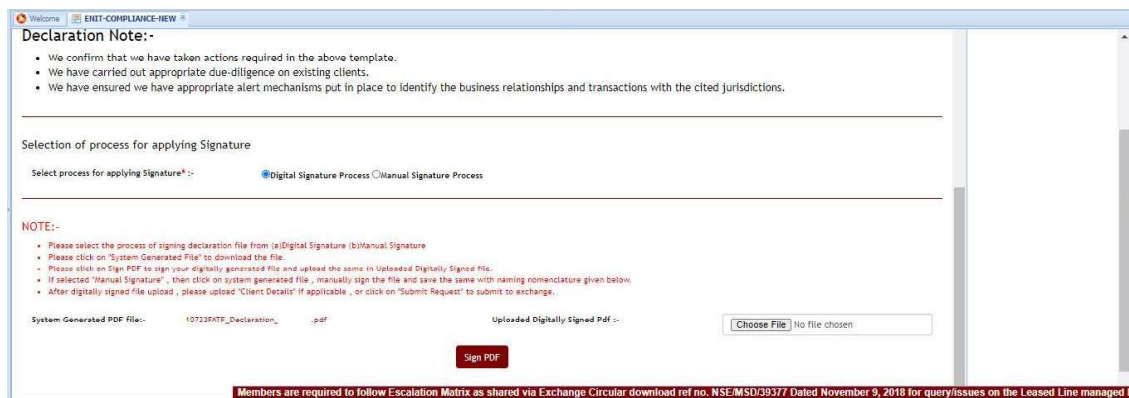 Welcome ENIT-COMPLIANCE-NEW
Declaration Note:-
• We confirm that we have taken actions required in the above template.
• We have carried out appropriate due-diligence on existing clients.
• We have ensured we have appropriate alert mechanisms put in place to identify the business relationships and transactions with the cited jurisdictions.
Selection of process for applying Signature
Select process for applying Signature* :- Digital Signature Process Manual Signature Process
NOTE:-
• Please select the process of signing declaration file from (a)Digital Signature (b)Manual Signature
• Please click on "System Generated File" to download the file.
• Please click on Sign PDF to sign your digitally generated file and upload the same in Uploaded Digitally Signed file.
• If selected "Manual Signature" , then click on system generated file , manually sign the file and save the same with naming nomenclature given below.
• After digitally signed file upload , please upload "Client Details" if applicable , or click on "Submit Request" to submit to exchange.
System Generated PDF file:- 10733FATF_Declaration_ .pdf Uploaded Digitally Signed Pdf :- Choose File No file chosen
Sign PDF
Members are required to follow Escalation Matrix as shared via Exchange Circular download ref no. NSE/MSD/39377 Dated November 9, 2018 for query/issues on the Leased Line managed